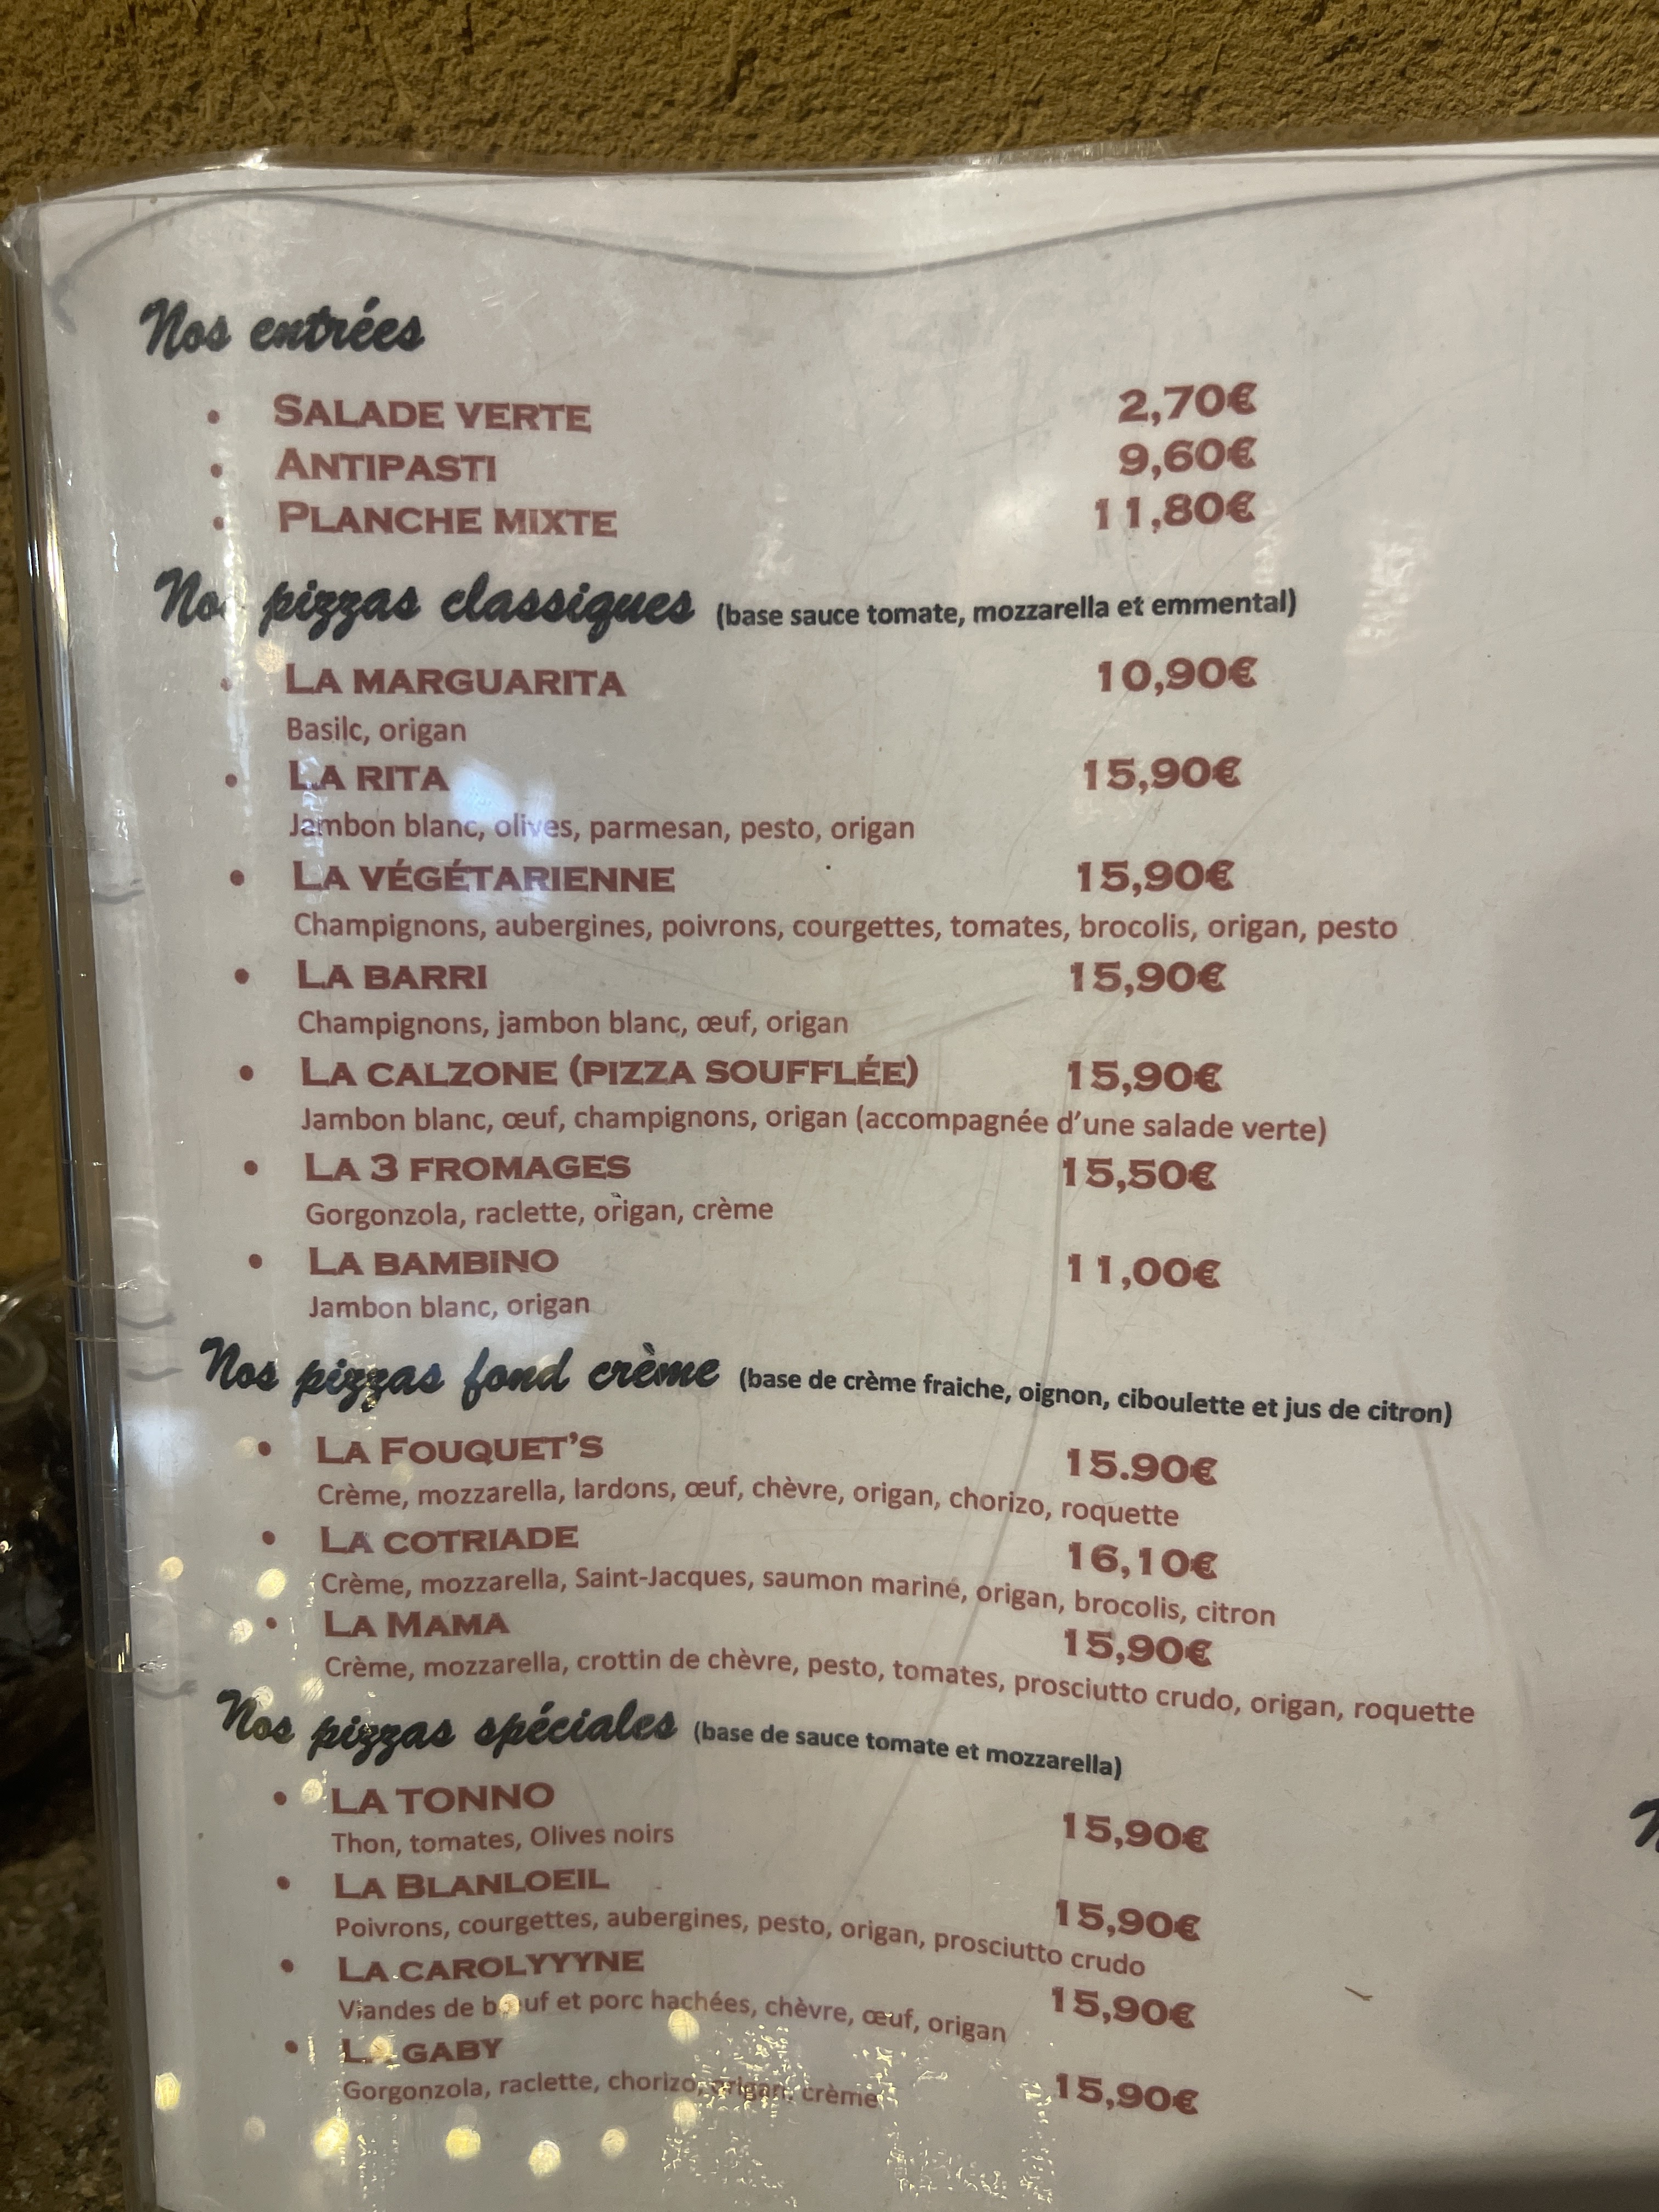 Nos entrées
• SALADE VERTE 2,70€
• ANTIPASTI 9,60€
• PLANCHE MIXTE 11,80€
Nos pizzas classiques (base sauce tomate, mozzarella et emmental)
• LA MARGUARITA 10,90€
Basilc, origan
• LA RITA 15,90€
Jambon blanc, olives, parmesan, pesto, origan
• LA VÉGÉTARIENNE 15,90€
Champignons, aubergines, poivrons, courgettes, tomates, brocolis, origan, pesto
• LA BARRI 15,90€
Champignons, jambon blanc, œuf, origan
• LA CALZONE (PIZZA SOUFFLÉE) 15,90€
Jambon blanc, œuf, champignons, origan (accompagnée d’une salade verte)
• LA 3 FROMAGES 15,50€
Gorgonzola, raclette, origan, crème
• LA BAMBINO 11,00€
Jambon blanc, origan
Nos pizzas fond crème (base de crème fraiche, oignon, ciboulette et jus de citron)
• LA FOUQUET’S 15.90€
Crème, mozzarella, lardons, œuf, chèvre, origan, chorizo, roquette
• LA COTRIADE 16,10€
Crème, mozzarella, Saint-Jacques, saumon mariné, origan, brocolis, citron
• LA MAMA 15,90€
Crème, mozzarella, crottin de chèvre, pesto, tomates, prosciutto crudo, origan, roquette
Nos pizzas spéciales (base de sauce tomate et mozzarella)
• LA TONNO 15,90€
Thon, tomates, Olives noirs
• LA BLANLOEIL 15,90€
Poivrons, courgettes, aubergines, pesto, origan, prosciutto crudo
• LA CAROLYYYNE 15,90€
Viandes de bœuf et porc hachées, chèvre, œuf, origan
• LA GABY 15,90€
Gorgonzola, raclette, chorizo, origan, crème